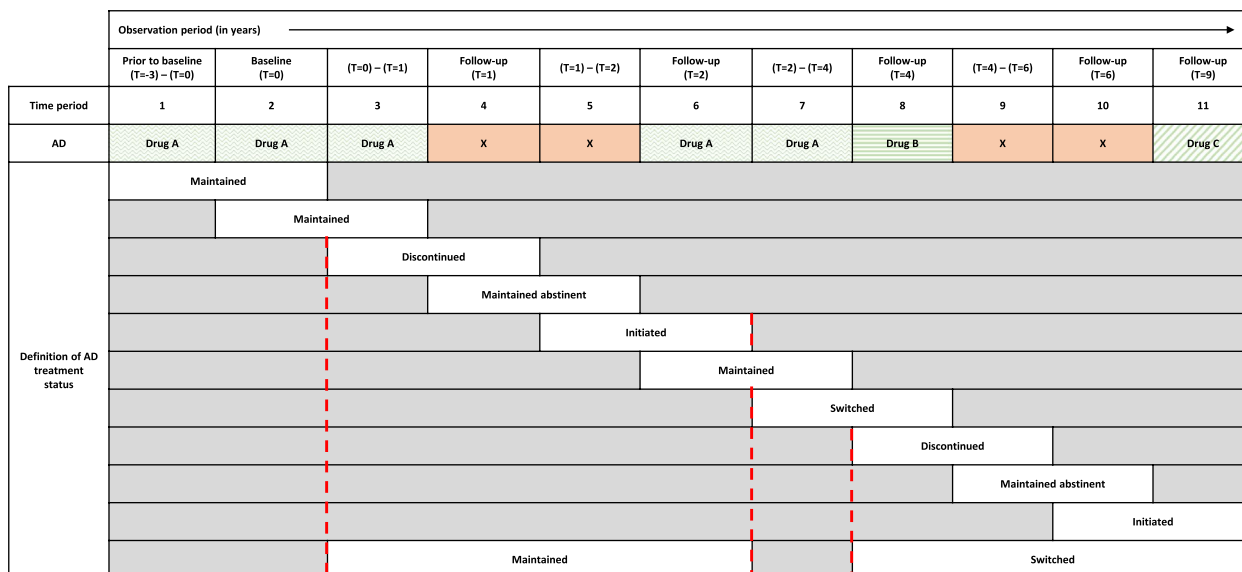 Observation period (in years)
Prior to baseline (T=-3) – (T=0)
Baseline (T=0)
(T=0) – (T=1)
Follow-up (T=1)
(T=1) – (T=2)
Follow-up (T=2)
(T=2) – (T=4)
Follow-up (T=4)
(T=4) – (T=6)
Follow-up (T=6)
Follow-up (T=9)
Time period 1 2 3 4 5 6 7 8 9 10 11
AD Drug A Drug A Drug A X X Drug A Drug A Drug B X X Drug C
Definition of AD treatment status
Maintained
Maintained
Discontinued
Maintained abstinent
Initiated
Maintained
Switched
Discontinued
Maintained abstinent
Initiated
Maintained Switched